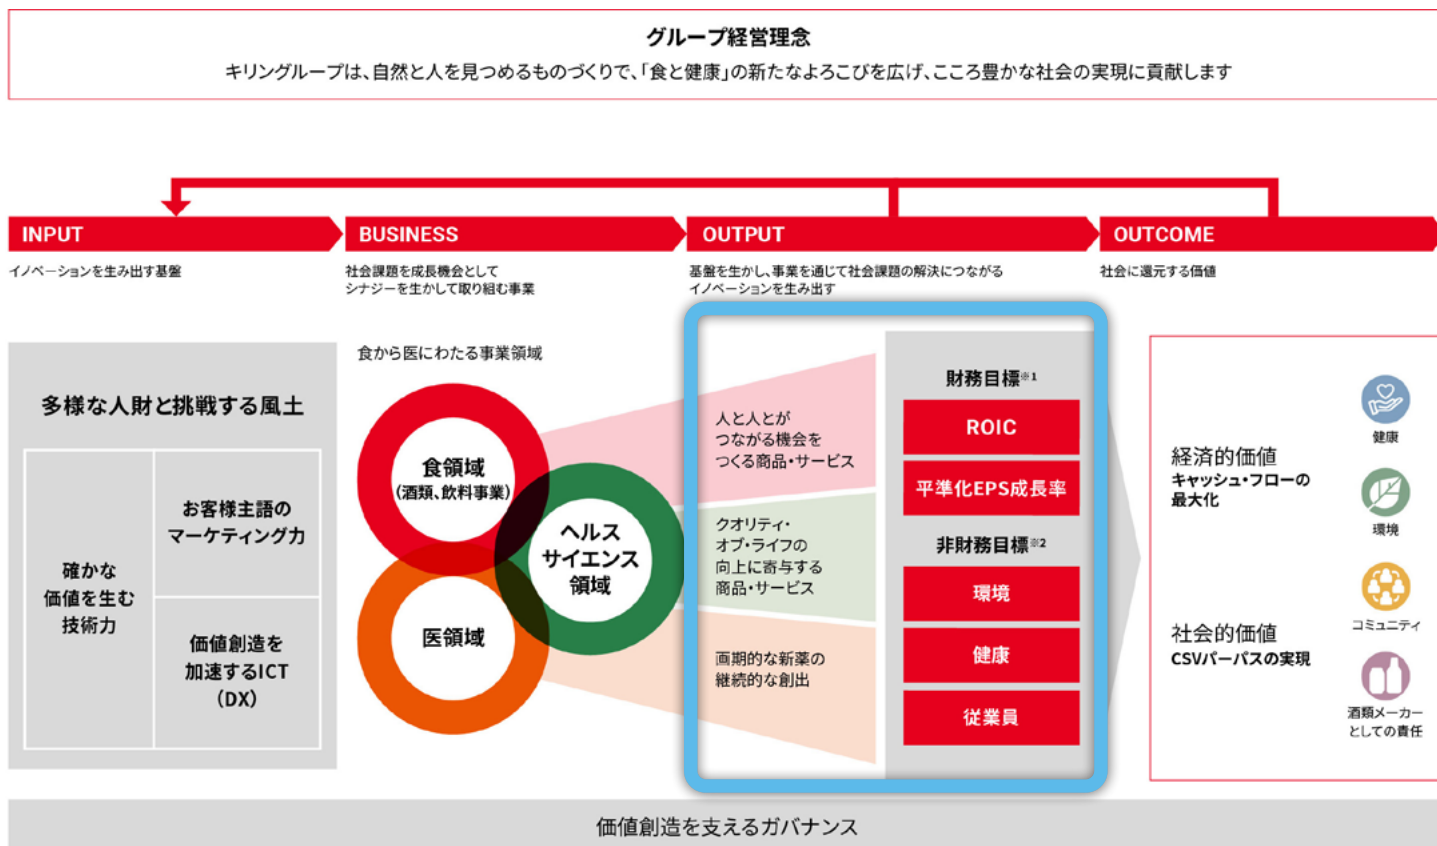 グループ経営理念
キリングループは、自然と人を見つめるものづくりで、「食と健康」の新たなよろこびを広げ、こころ豊かな社会の実現に貢献します
INPUT
イノベーションを生み出す基盤
多様な人財と挑戦する風土
確かな
価値を生む
技術力
お客様主語の
マーケティング力
価値創造を
加速するICT
(DX)
BUSINESS
社会課題を成長機会として
シナジーを生かして取り組む事業
食から医にわたる事業領域
食領域
(酒類、飲料事業)
ヘルス
サイエンス
領域
医領域
OUTPUT
基盤を生かし、事業を通じて社会課題の解決につながる
イノベーションを生み出す
人と人とが
つながる機会を
つくる商品・サービス
クオリティ・
オブ・ライフの
向上に寄与する
商品・サービス
画期的な新薬の
継続的な創出
財務目標※1
ROIC
平準化EPS成長率
非財務目標※2
環境
健康
従業員
OUTCOME
社会に還元する価値
経済的価値
キャッシュ・フローの
最大化
社会的価値
CSVパーパスの実現
健康
環境
コミュニティ
酒類メーカー
としての責任
価値創造を支えるガバナンス